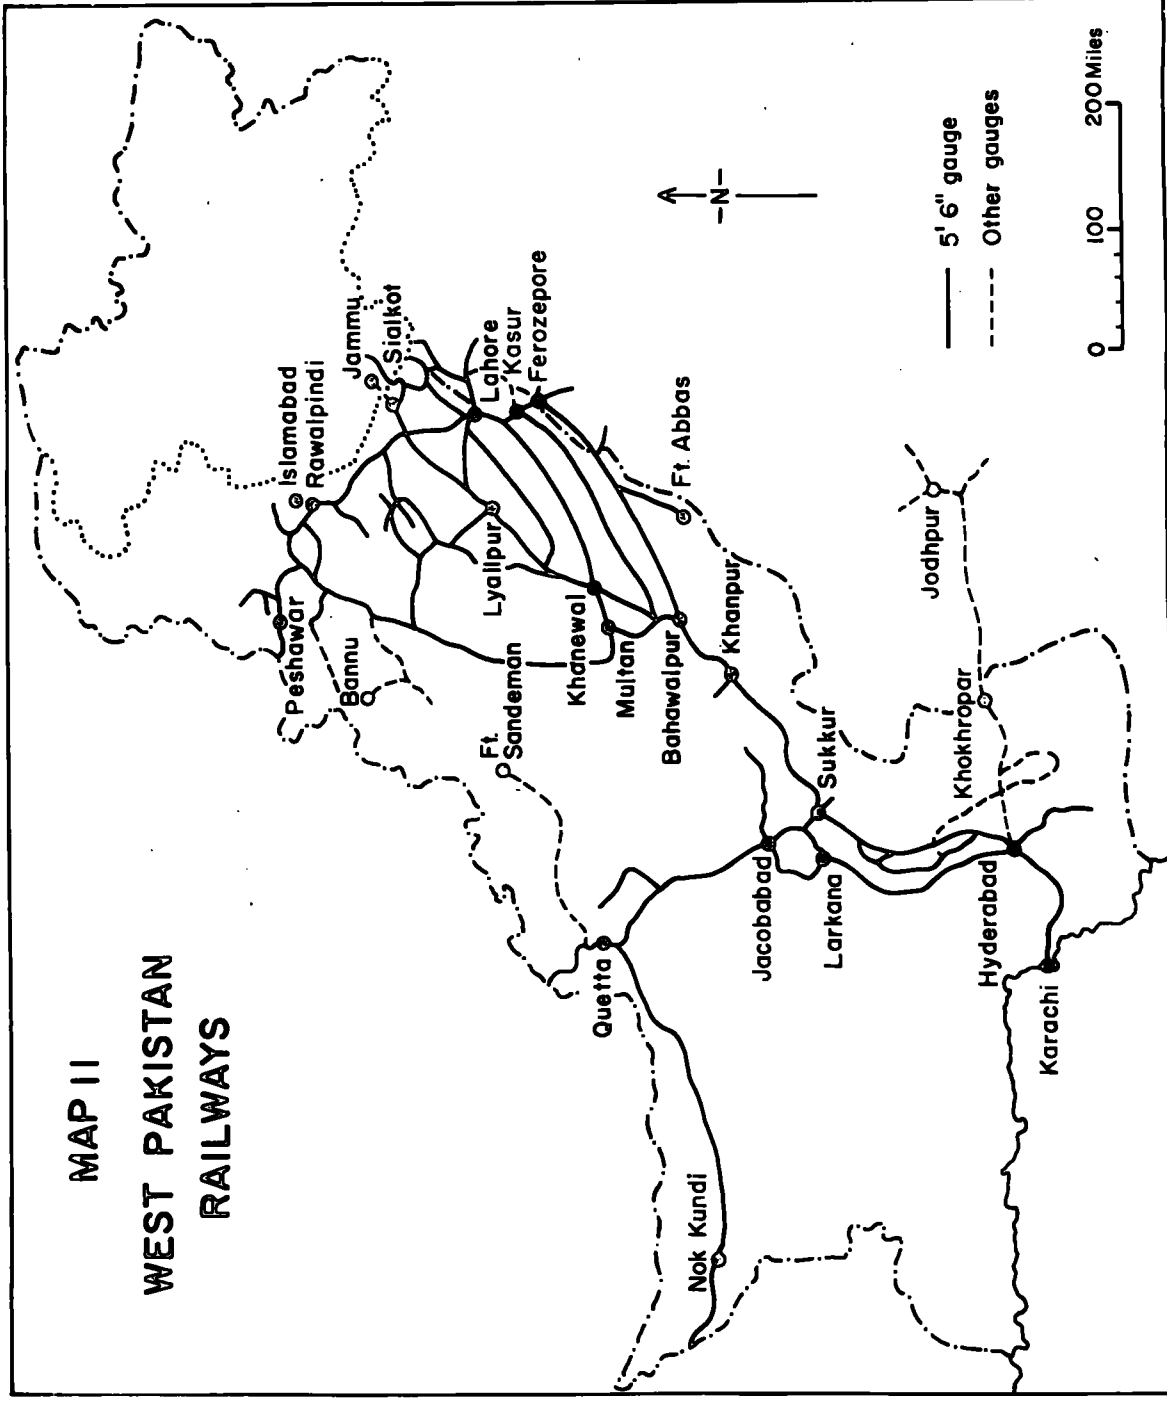 MAP II
WEST PAKISTAN
RAILWAYS
Islamabad
Rawalpindi
Jammu
Sialkot
Peshawar
Bannu
Lahore
Kasur
Ferozepore
Lyallpur
Ft.
Sandeman
Khanewal
Multan
Bahawalpur
Ft. Abbas
Khanpur
Quetta
Nok Kundi
Jacobabad
Sukkur
Larkana
Jodhpur
Khokhropar
Hyderabad
Karachi
-N-
5' 6" gauge
Other gauges
0 100 200 Miles